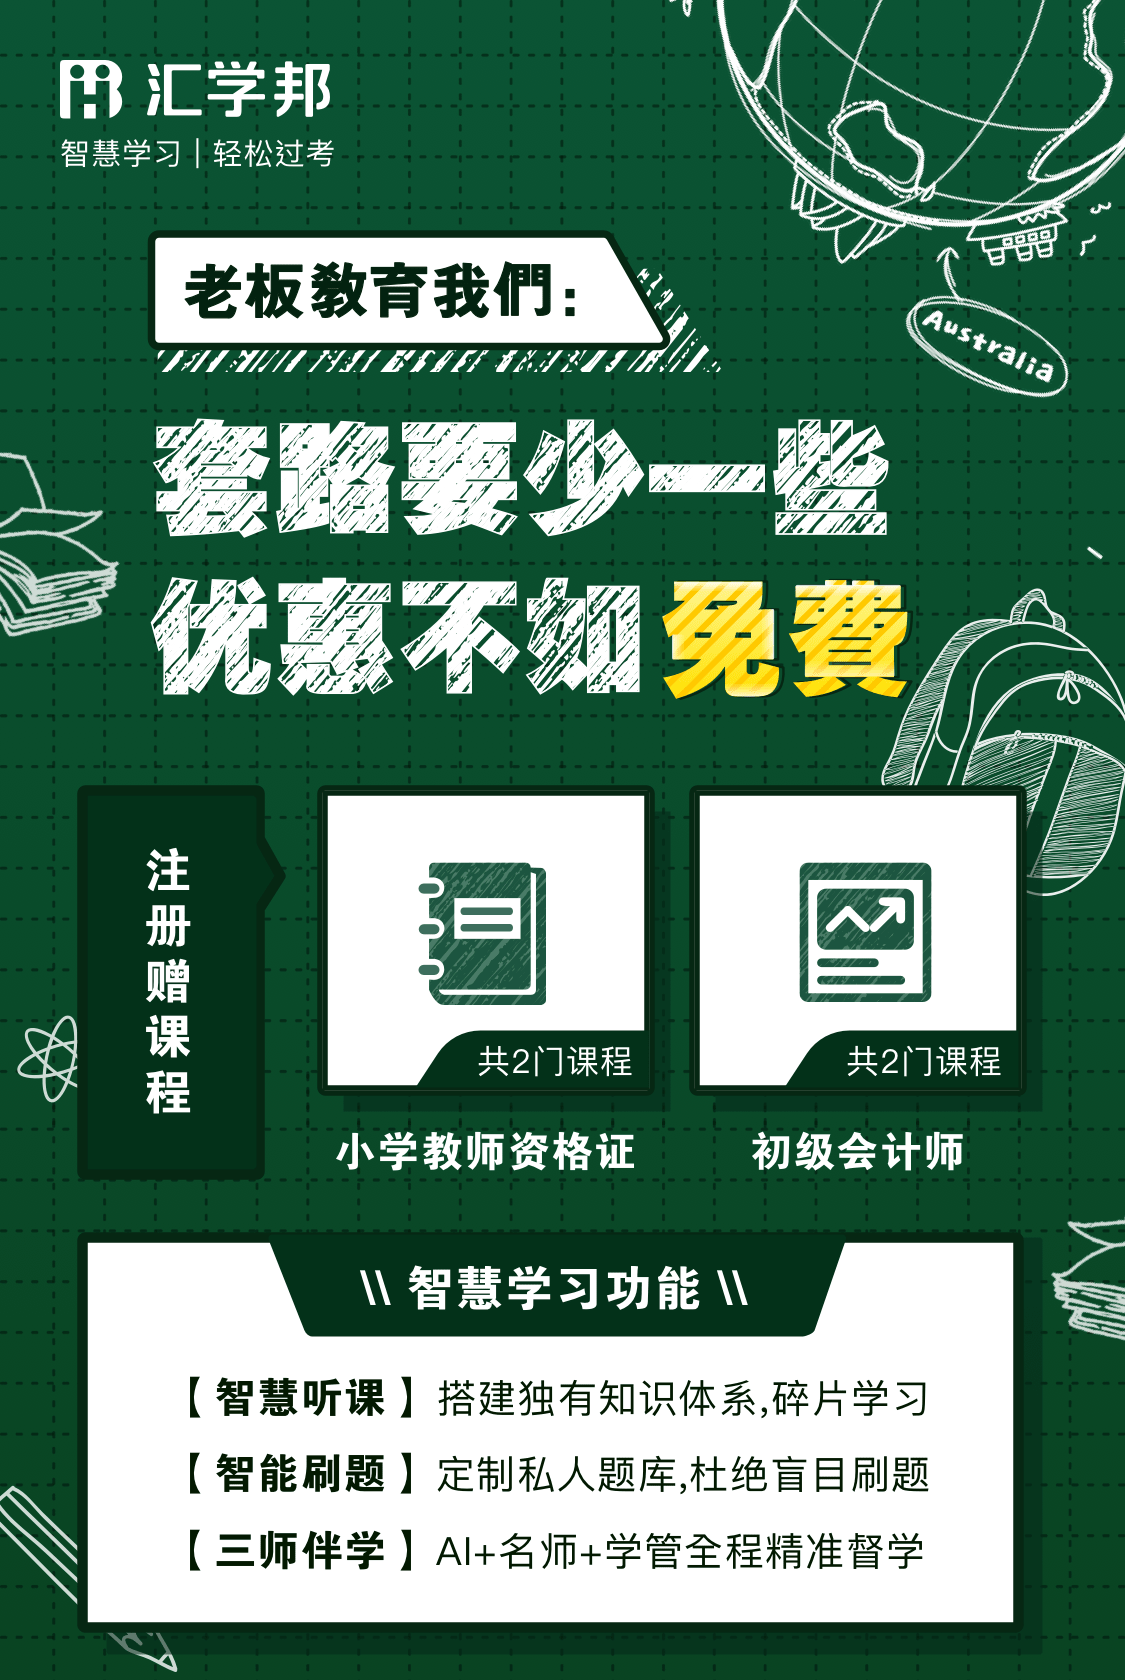 汇学邦
智慧学习 | 轻松过考
Australia
老板教育我們：
套路要少一些
优惠不如免費
注册赠课程
共2门课程
共2门课程
小学教师资格证
初级会计师
\\ 智慧学习功能 \\
【智慧听课】搭建独有知识体系,碎片学习
【智能刷题】定制私人题库,杜绝盲目刷题
【三师伴学】AI+名师+学管全程精准督学